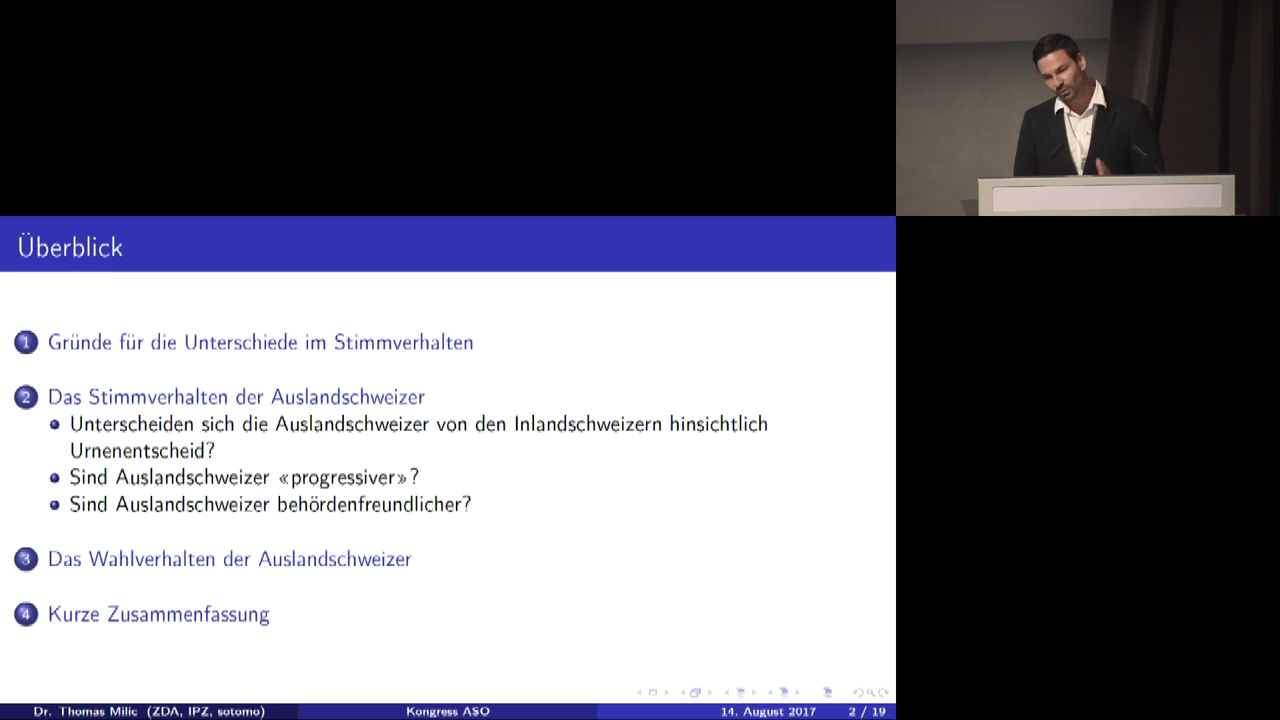 Überblick
1 Gründe für die Unterschiede im Stimmverhalten
2 Das Stimmverhalten der Auslandschweizer
Unterscheiden sich die Auslandschweizer von den Inlandschweizern hinsichtlich
Urnenentscheid?
Sind Auslandschweizer «progressiver»?
Sind Auslandschweizer behördenfreundlicher?
3 Das Wahlverhalten der Auslandschweizer
4 Kurze Zusammenfassung
Dr. Thomas Milic (ZDA, IPZ, sotomo) Kongress ASO 14. August 2017 2 / 19